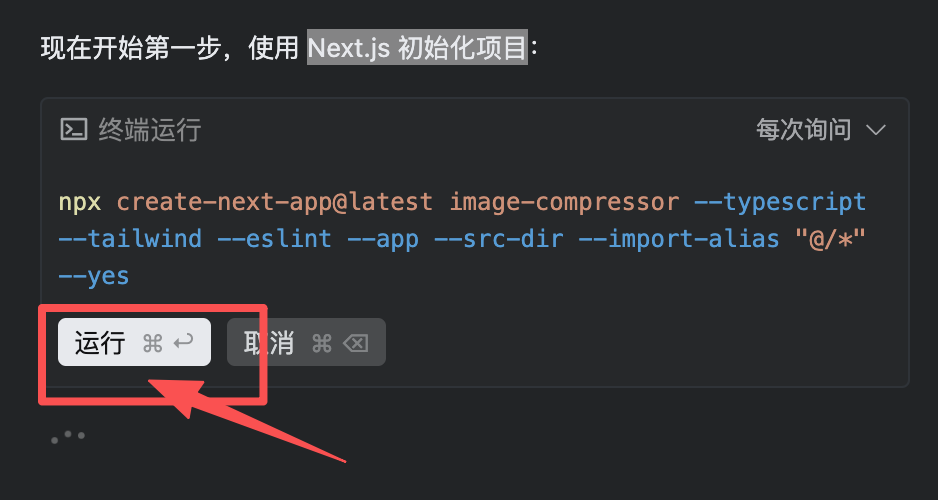 现在开始第一步，使用 Next.js 初始化项目：
终端运行
每次询问
npx create-next-app@latest image-compressor --typescript
--tailwind --eslint --app --src-dir --import-alias "@/*"
--yes
运行 ⌘ ↩
取消 ⌘ ⌫